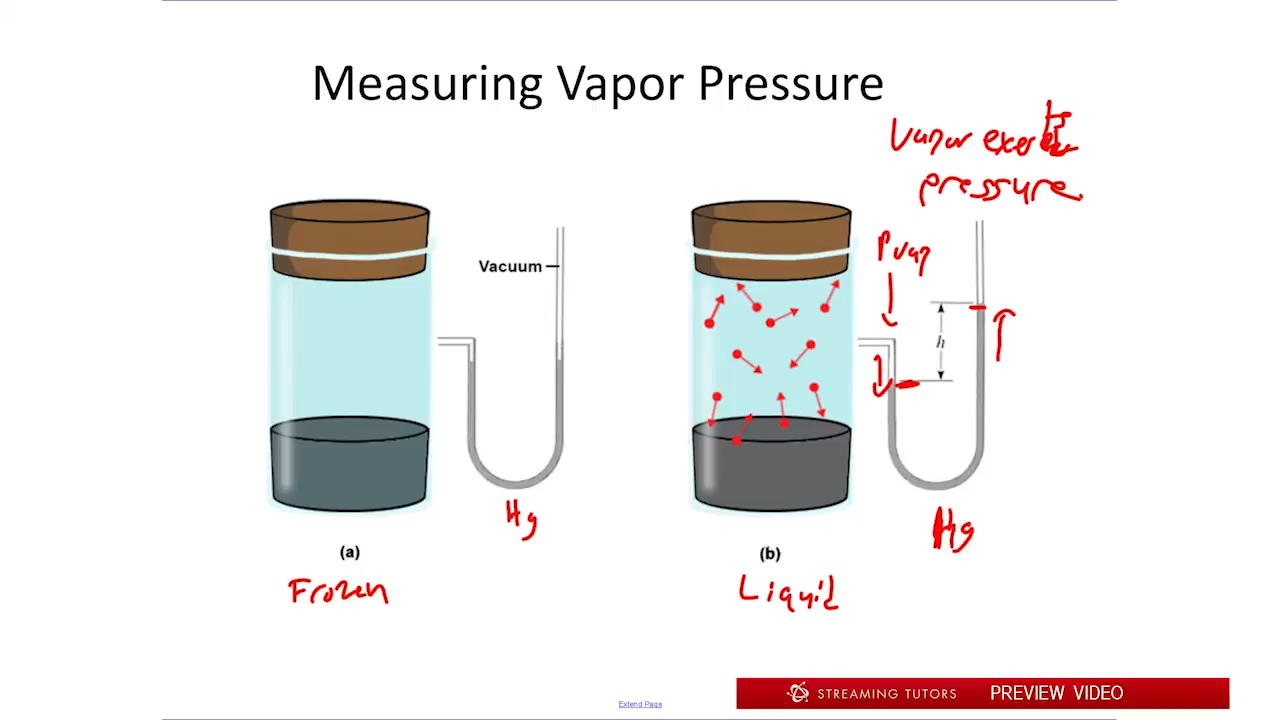 Measuring Vapor Pressure
Vapor exerts
pressure.
Pvap
Vacuum
h
Hg
Hg
(a)
(b)
Frozen
Liquid
STREAMING TUTORS PREVIEW VIDEO
Extend Page